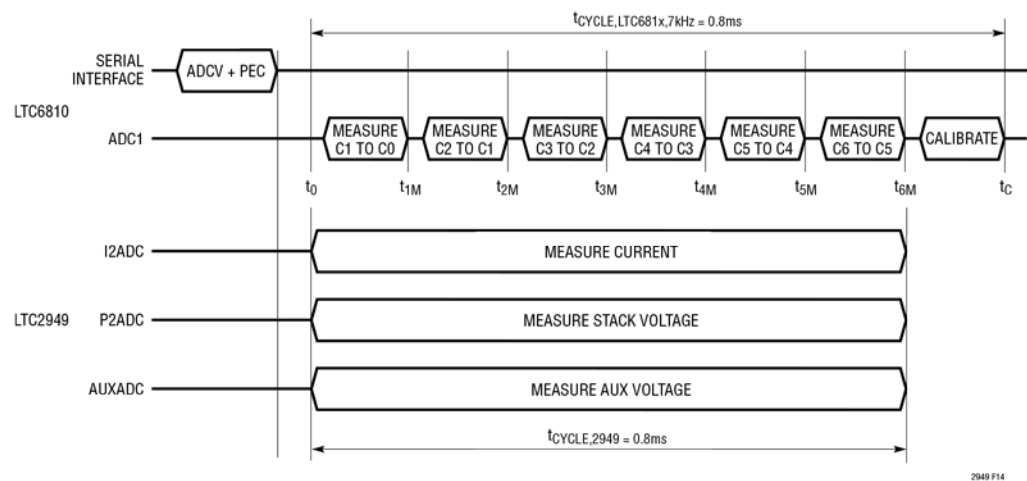 tCYCLE,LTC681x,7kHz = 0.8ms
SERIAL
INTERFACE
ADCV + PEC
LTC6810
ADC1
MEASURE
C1 TO C0
MEASURE
C2 TO C1
MEASURE
C3 TO C2
MEASURE
C4 TO C3
MEASURE
C5 TO C4
MEASURE
C6 TO C5
CALIBRATE
t0
t1M
t2M
t3M
t4M
t5M
t6M
tC
I2ADC
MEASURE CURRENT
LTC2949
P2ADC
MEASURE STACK VOLTAGE
AUXADC
MEASURE AUX VOLTAGE
tCYCLE,2949 = 0.8ms
2949 F14